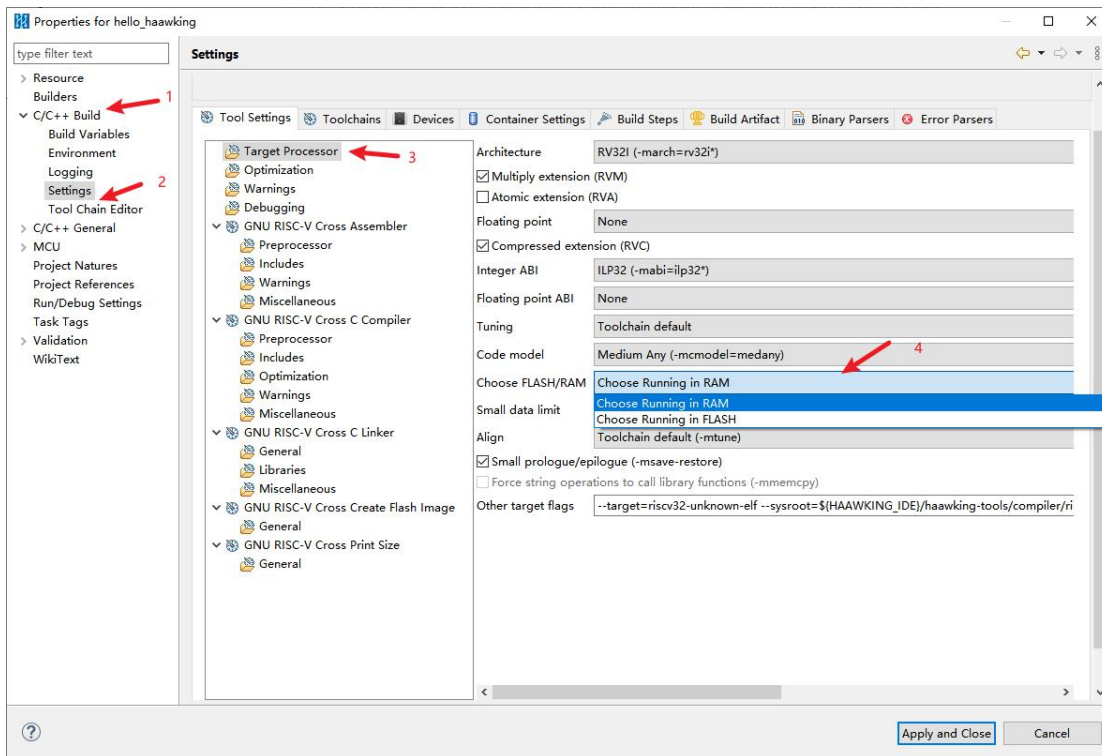 Properties for hello_haawking
type filter text
Settings
Resource
Builders
C/C++ Build
1
Build Variables
Environment
Logging
Settings
2
Tool Chain Editor
C/C++ General
MCU
Project Natures
Project References
Run/Debug Settings
Task Tags
Validation
WikiText
Tool Settings
Toolchains
Devices
Container Settings
Build Steps
Build Artifact
Binary Parsers
Error Parsers
Target Processor
3
Optimization
Warnings
Debugging
GNU RISC-V Cross Assembler
Preprocessor
Includes
Warnings
Miscellaneous
GNU RISC-V Cross C Compiler
Preprocessor
Includes
Optimization
Warnings
Miscellaneous
GNU RISC-V Cross C Linker
General
Libraries
Miscellaneous
GNU RISC-V Cross Create Flash Image
General
GNU RISC-V Cross Print Size
General
Architecture RV32I (-march=rv32i*)
Multiply extension (RVM)
Atomic extension (RVA)
Floating point None
Compressed extension (RVC)
Integer ABI ILP32 (-mabi=ilp32*)
Floating point ABI None
Tuning Toolchain default
Code model Medium Any (-mcmodel=medany)
4
Choose FLASH/RAM Choose Running in RAM
Choose Running in RAM
Small data limit
Choose Running in FLASH
Align Toolchain default (-mtune)
Small prologue/epilogue (-msave-restore)
Force string operations to call library functions (-mmemcpy)
Other target flags --target=riscv32-unknown-elf --sysroot=${HAAWKING_IDE}/haawking-tools/compiler/ri
Apply and Close
Cancel